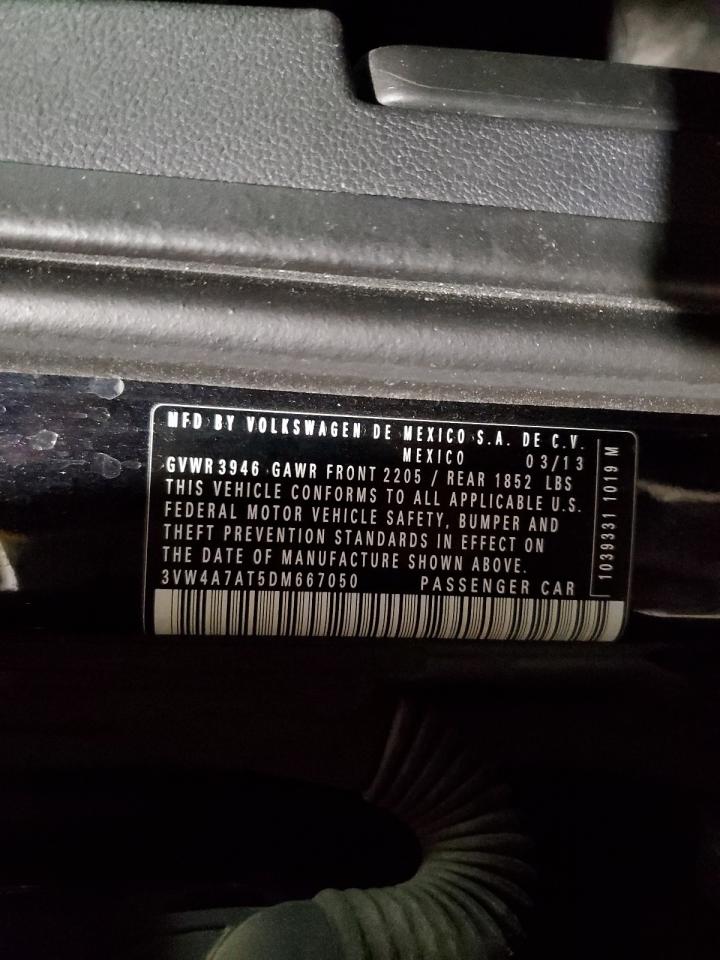 MFD BY VOLKSWAGEN DE MEXICO S.A. DE C.V.
MEXICO 03/13
GVWR 3946 GAWR FRONT 2205 / REAR 1852 LBS
THIS VEHICLE CONFORMS TO ALL APPLICABLE U.S.
FEDERAL MOTOR VEHICLE SAFETY, BUMPER AND
THEFT PREVENTION STANDARDS IN EFFECT ON
THE DATE OF MANUFACTURE SHOWN ABOVE.
3VW4A7AT5DM667050 PASSENGER CAR
1039331 1019 M